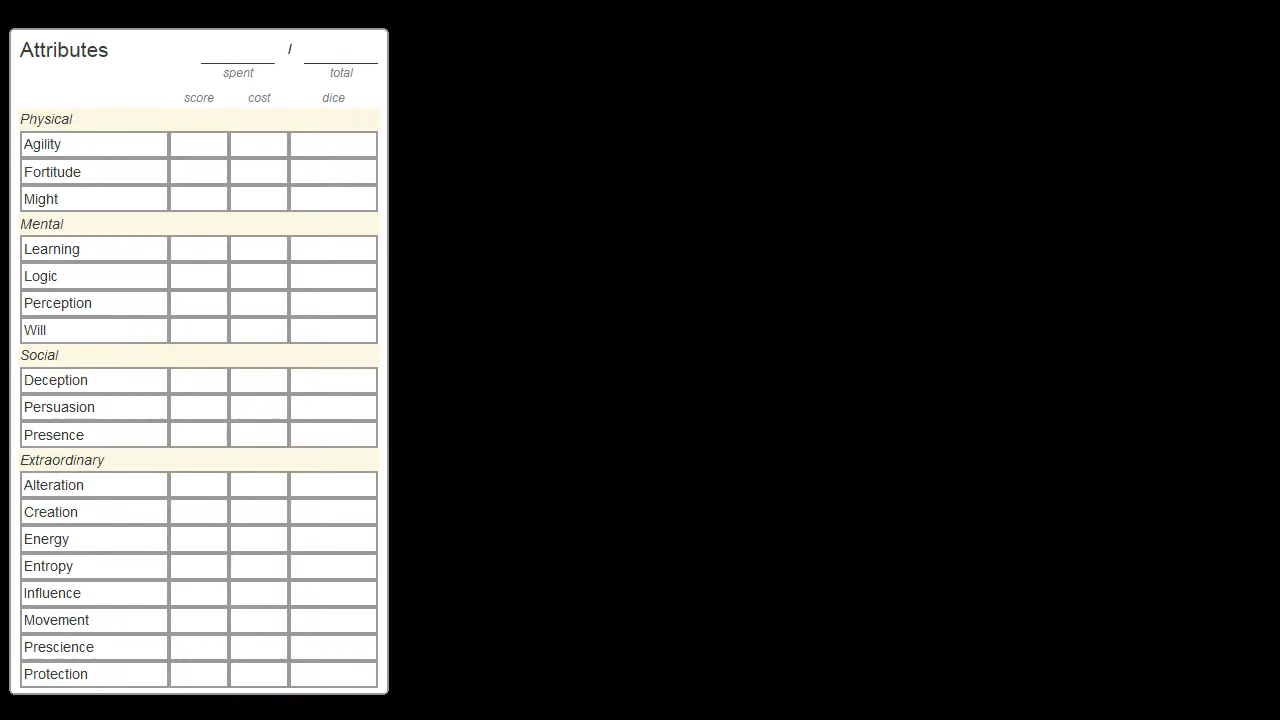 Attributes /
spent total
score cost dice
Physical
Agility
Fortitude
Might
Mental
Learning
Logic
Perception
Will
Social
Deception
Persuasion
Presence
Extraordinary
Alteration
Creation
Energy
Entropy
Influence
Movement
Prescience
Protection